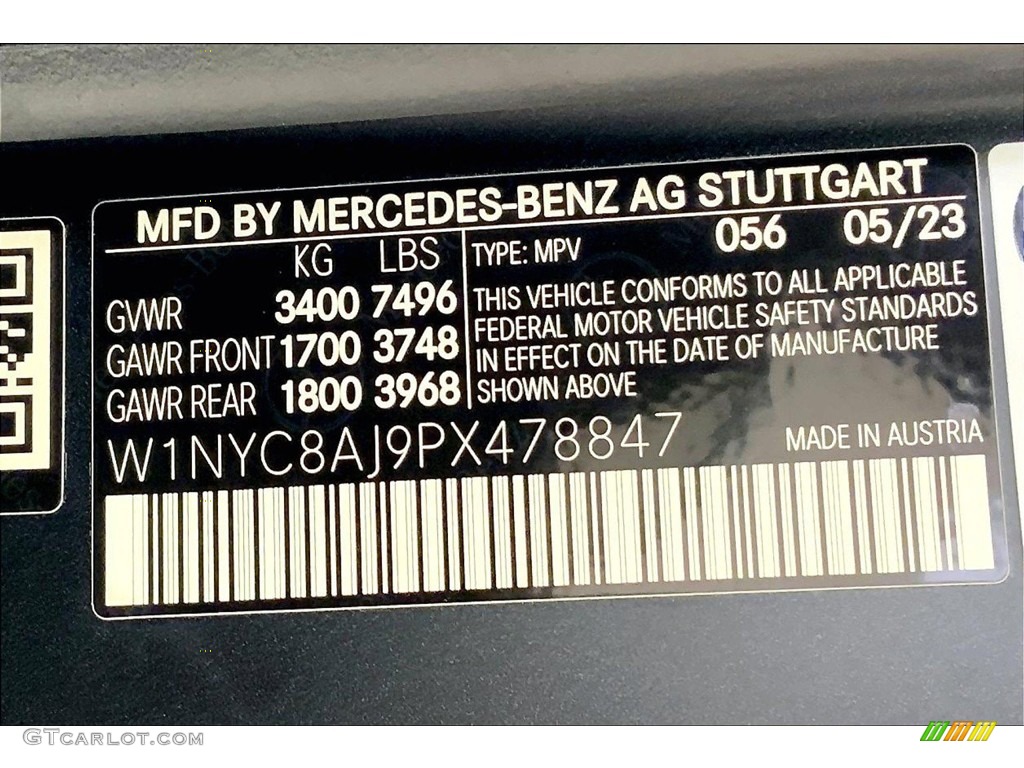 MFD BY MERCEDES-BENZ AG STUTTGART
KG LBS
GVWR 3400 7496
GAWR FRONT 1700 3748
GAWR REAR 1800 3968
TYPE: MPV 056 05/23
THIS VEHICLE CONFORMS TO ALL APPLICABLE
FEDERAL MOTOR VEHICLE SAFETY STANDARDS
IN EFFECT ON THE DATE OF MANUFACTURE
SHOWN ABOVE
W1NYC8AJ9PX478847 MADE IN AUSTRIA
GTCARLOT.COM